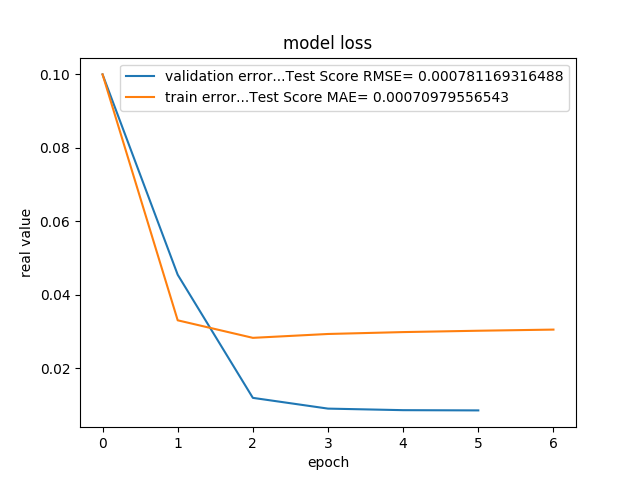 model loss
validation error...Test Score RMSE= 0.000781169316488
train error...Test Score MAE= 0.00070979556543
0.10
0.08
0.06
0.04
0.02
real value
0 1 2 3 4 5 6
epoch